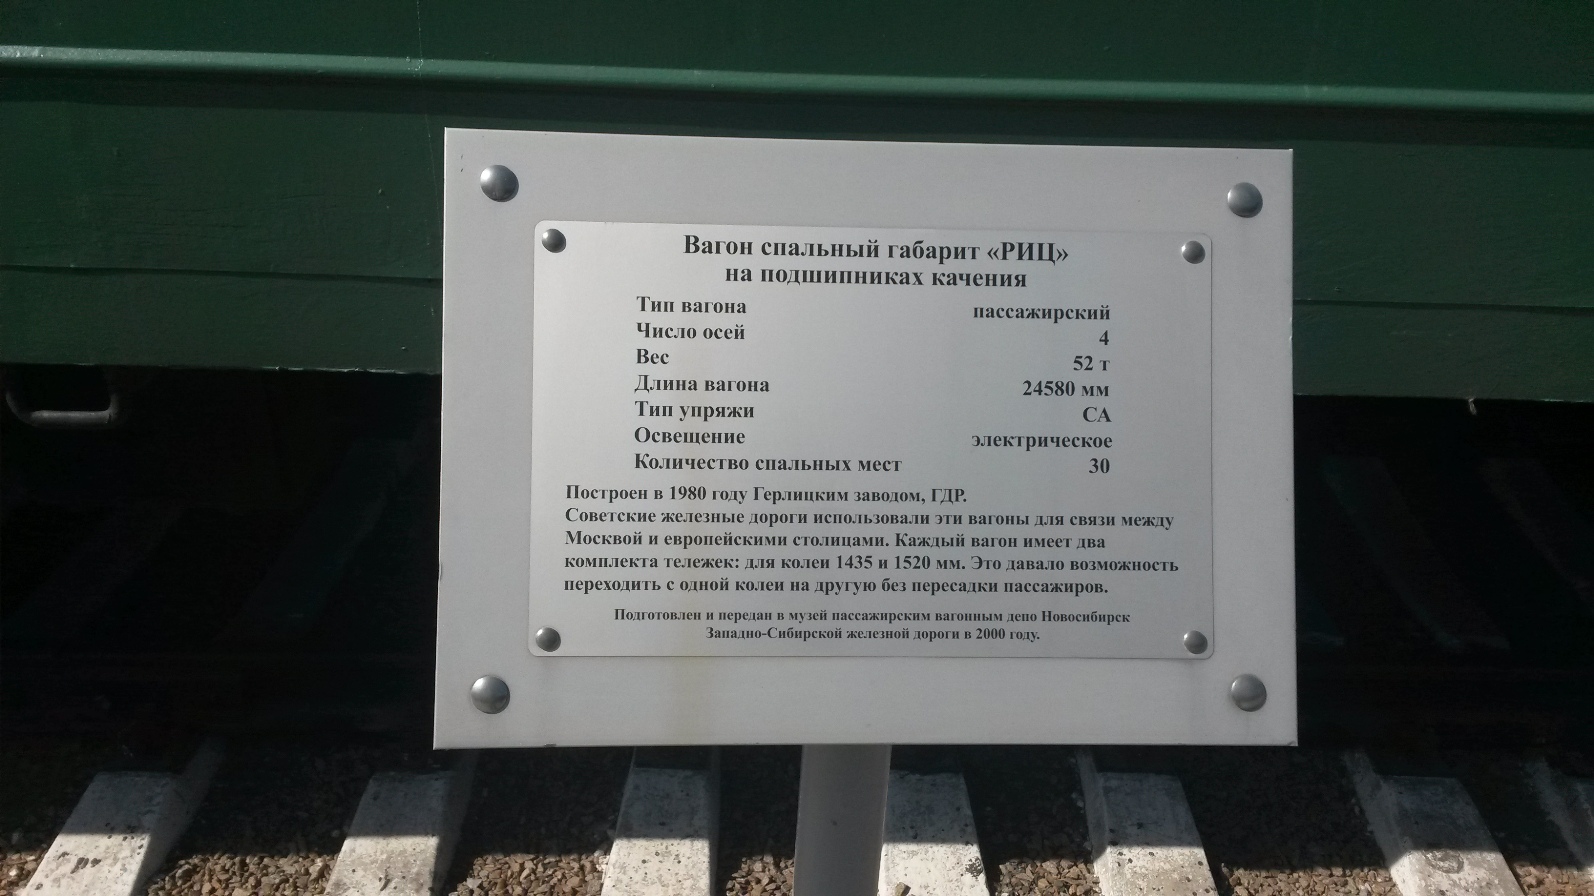 Вагон спальный габарит «РИЦ»
на подшипниках качения
Тип вагона пассажирский
Число осей 4
Вес 52 т
Длина вагона 24580 мм
Тип упряжи СА
Освещение электрическое
Количество спальных мест 30
Построен в 1980 году Герлицким заводом, ГДР.
Советские железные дороги использовали эти вагоны для связи между
Москвой и европейскими столицами. Каждый вагон имеет два
комплекта тележек: для колеи 1435 и 1520 мм. Это давало возможность
переходить с одной колеи на другую без пересадки пассажиров.
Подготовлен и передан в музей пассажирским вагонным депо Новосибирск
Западно-Сибирской железной дороги в 2000 году.